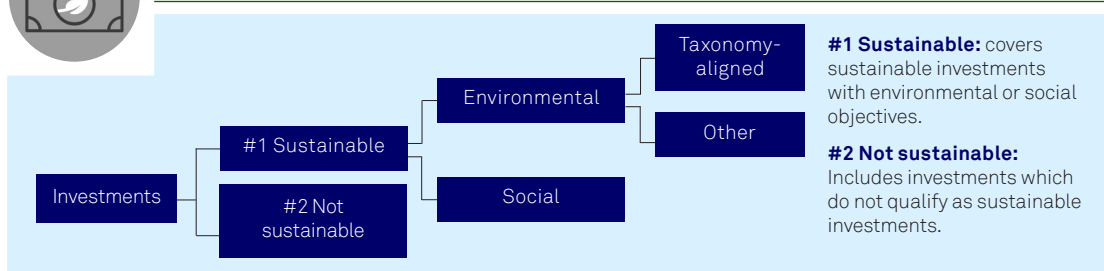 Investments
#1 Sustainable
#2 Not
sustainable
Environmental
Social
Taxonomy-
aligned
Other
#1 Sustainable: covers
sustainable investments
with environmental or social
objectives.
#2 Not sustainable:
Includes investments which
do not qualify as sustainable
investments.